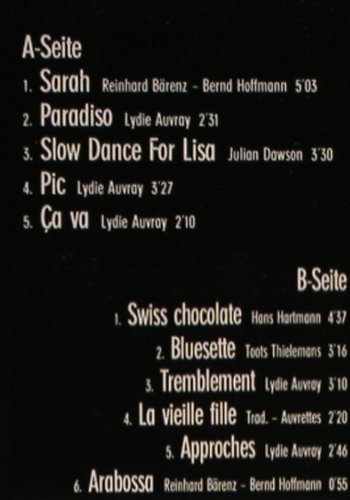 A-Seite
1. Sarah Reinhard Bärenz - Bernd Hoffmann 5'03
2. Paradiso Lydie Auvray 2'31
3. Slow Dance For Lisa Julian Dawson 3'30
4. Pic Lydie Auvray 3'27
5. Ça va Lydie Auvray 2'10
B-Seite
1. Swiss chocolate Hans Hartmann 4'37
2. Bluesette Toots Thielemans 3'16
3. Tremblement Lydie Auvray 3'10
4. La vieille fille Trad. - Auvrettes 2'20
5. Approches Lydie Auvray 2'46
6. Arabossa Reinhard Bärenz - Bernd Hoffmann 0'55